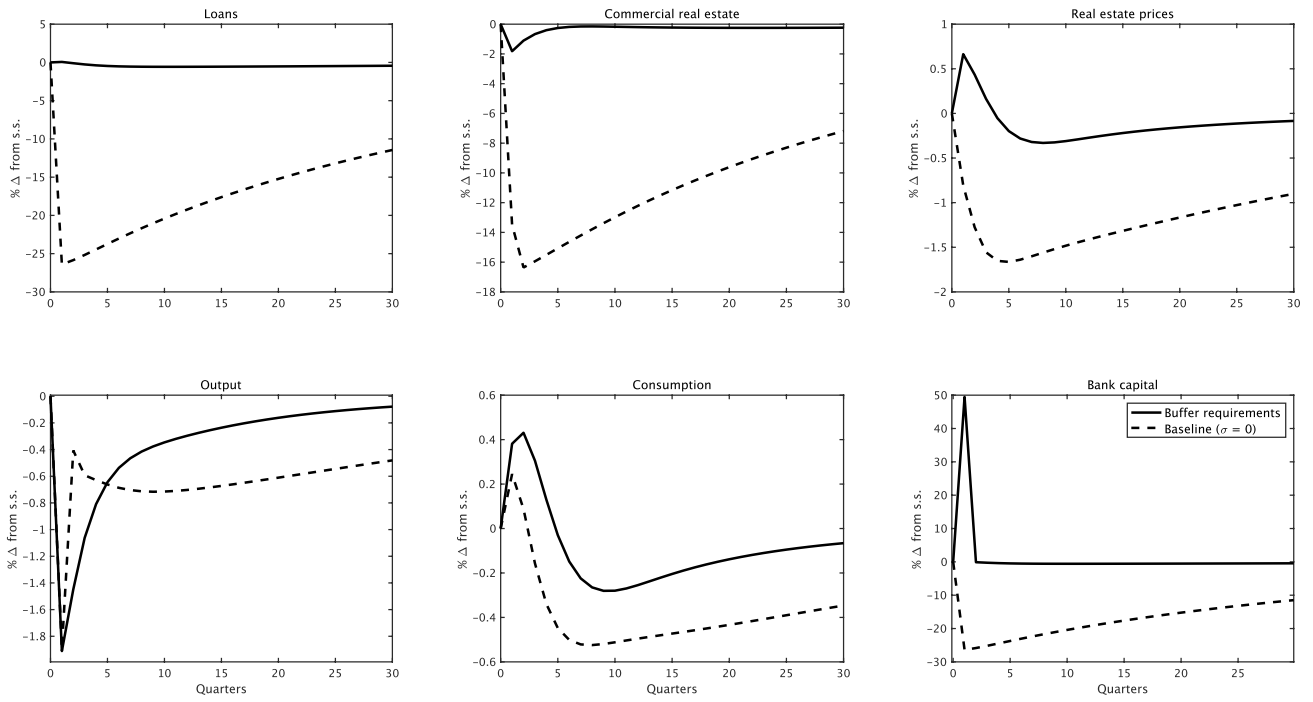 Loans
5
0
−5
−10
−15
−20
−25
−30
% Δ from s.s.
0 5 10 15 20 25 30
Commercial real estate
0
−2
−4
−6
−8
−10
−12
−14
−16
−18
% Δ from s.s.
0 5 10 15 20 25 30
Real estate prices
1
0.5
0
−0.5
−1
−1.5
−2
% Δ from s.s.
0 5 10 15 20 25 30
Output
0
−0.2
−0.4
−0.6
−0.8
−1
−1.2
−1.4
−1.6
−1.8
% Δ from s.s.
0 5 10 15 20 25 30
Quarters
Consumption
0.6
0.4
0.2
0
−0.2
−0.4
−0.6
% Δ from s.s.
0 5 10 15 20 25 30
Quarters
Bank capital
50
40
30
20
10
0
−10
−20
−30
% Δ from s.s.
Buffer requirements
Baseline (σ = 0)
0 5 10 15 20 25
Quarters